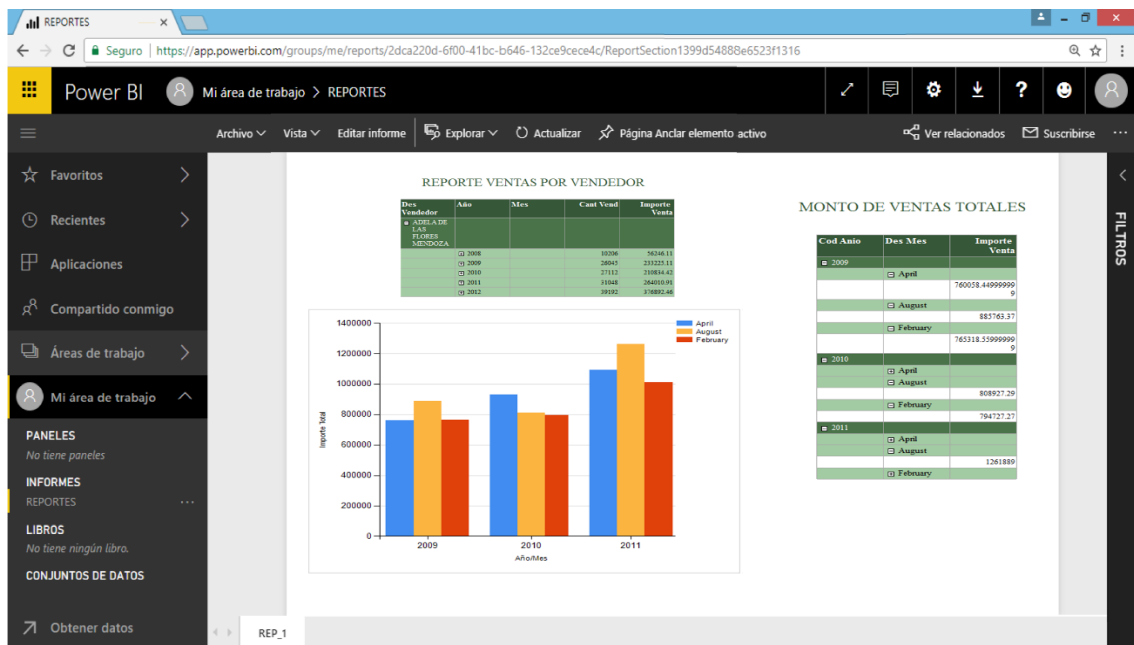 REPORTES
Seguro | https://app.powerbi.com/groups/me/reports/2dca220d-6f00-41bc-b646-132ce9cece4c/ReportSection1399d54888e6523f1316
Power BI Mi área de trabajo > REPORTES
Archivo Vista Editar informe Explorar Actualizar Página Anclar elemento activo Ver relacionados Suscribirse
Favoritos
Recientes
Aplicaciones
Compartido conmigo
Áreas de trabajo
Mi área de trabajo
PANELES
No tiene paneles
INFORMES
REPORTES
LIBROS
No tiene ningún libro.
CONJUNTOS DE DATOS
Obtener datos
REPORTE VENTAS POR VENDEDOR
Des Vendedor Año Mes Cant Vend Importe Venta
ADELA DE
LAS
FLORES
MENDOZA
2008 10206 56246.11
2009 26045 233225.11
2010 27112 210834.42
2011 31048 264010.91
2012 39192 376892.46
1400000
1200000
1000000
800000
600000
400000
200000
0
Importe Total
2009 2010 2011
Año/Mes
April
August
February
MONTO DE VENTAS TOTALES
Cod Anio Des Mes Importe Venta
2009
April
760058.44999999
9
August
885763.37
February
765318.55999999
9
2010
April
August
808927.29
February
794727.27
2011
April
August
1261889
February
FILTROS
REP_1